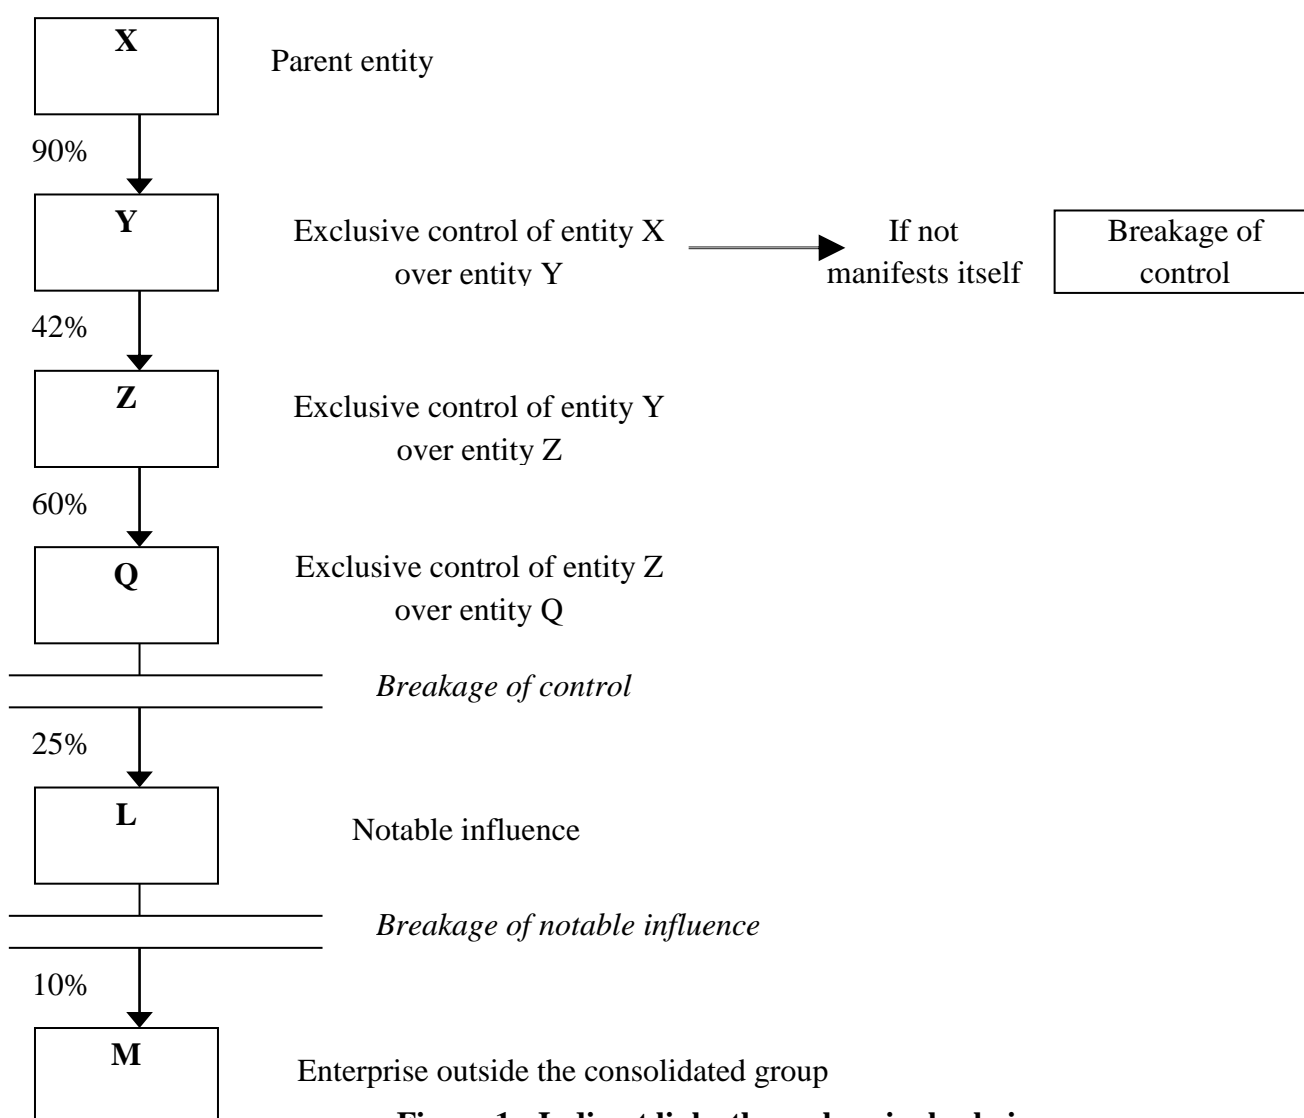 X
Parent entity
90%
Y
Exclusive control of entity X
over entity Y
If not
manifests itself
Breakage of
control
42%
Z
Exclusive control of entity Y
over entity Z
60%
Q
Exclusive control of entity Z
over entity Q
Breakage of control
25%
L
Notable influence
Breakage of notable influence
10%
M
Enterprise outside the consolidated group